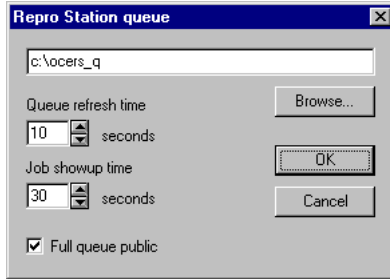 Repro Station queue
c:\ocers_q
Browse...
Queue refresh time
10 seconds
OK
Job showup time
30 seconds
Cancel
Full queue public